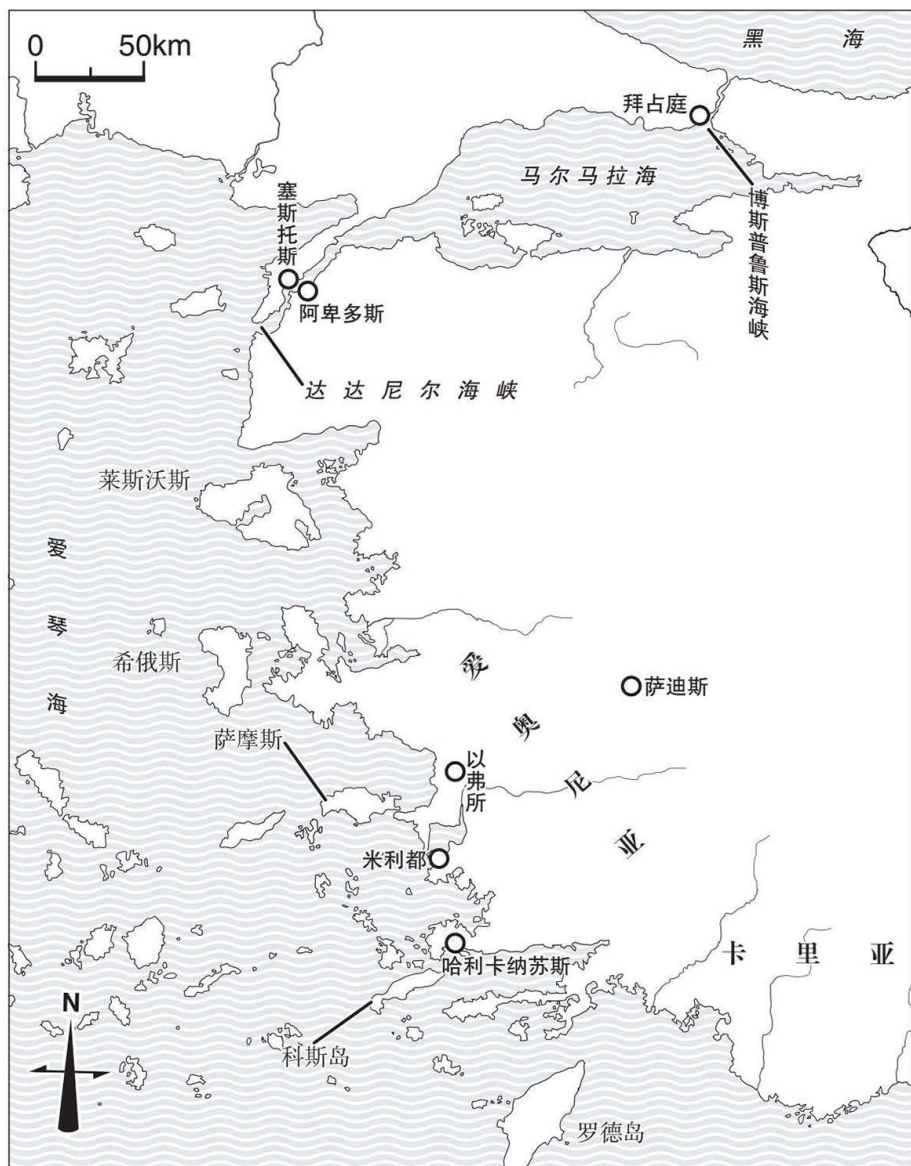 0 50km
黑海
拜占庭
马尔马拉海
博斯普鲁斯海峡
塞斯托斯
阿卑多斯
达达尼尔海峡
莱斯沃斯
爱琴海
希俄斯
爱奥尼亚
萨迪斯
萨摩斯
以弗所
米利都
哈利卡纳苏斯
卡里亚
N
科斯岛
罗德岛